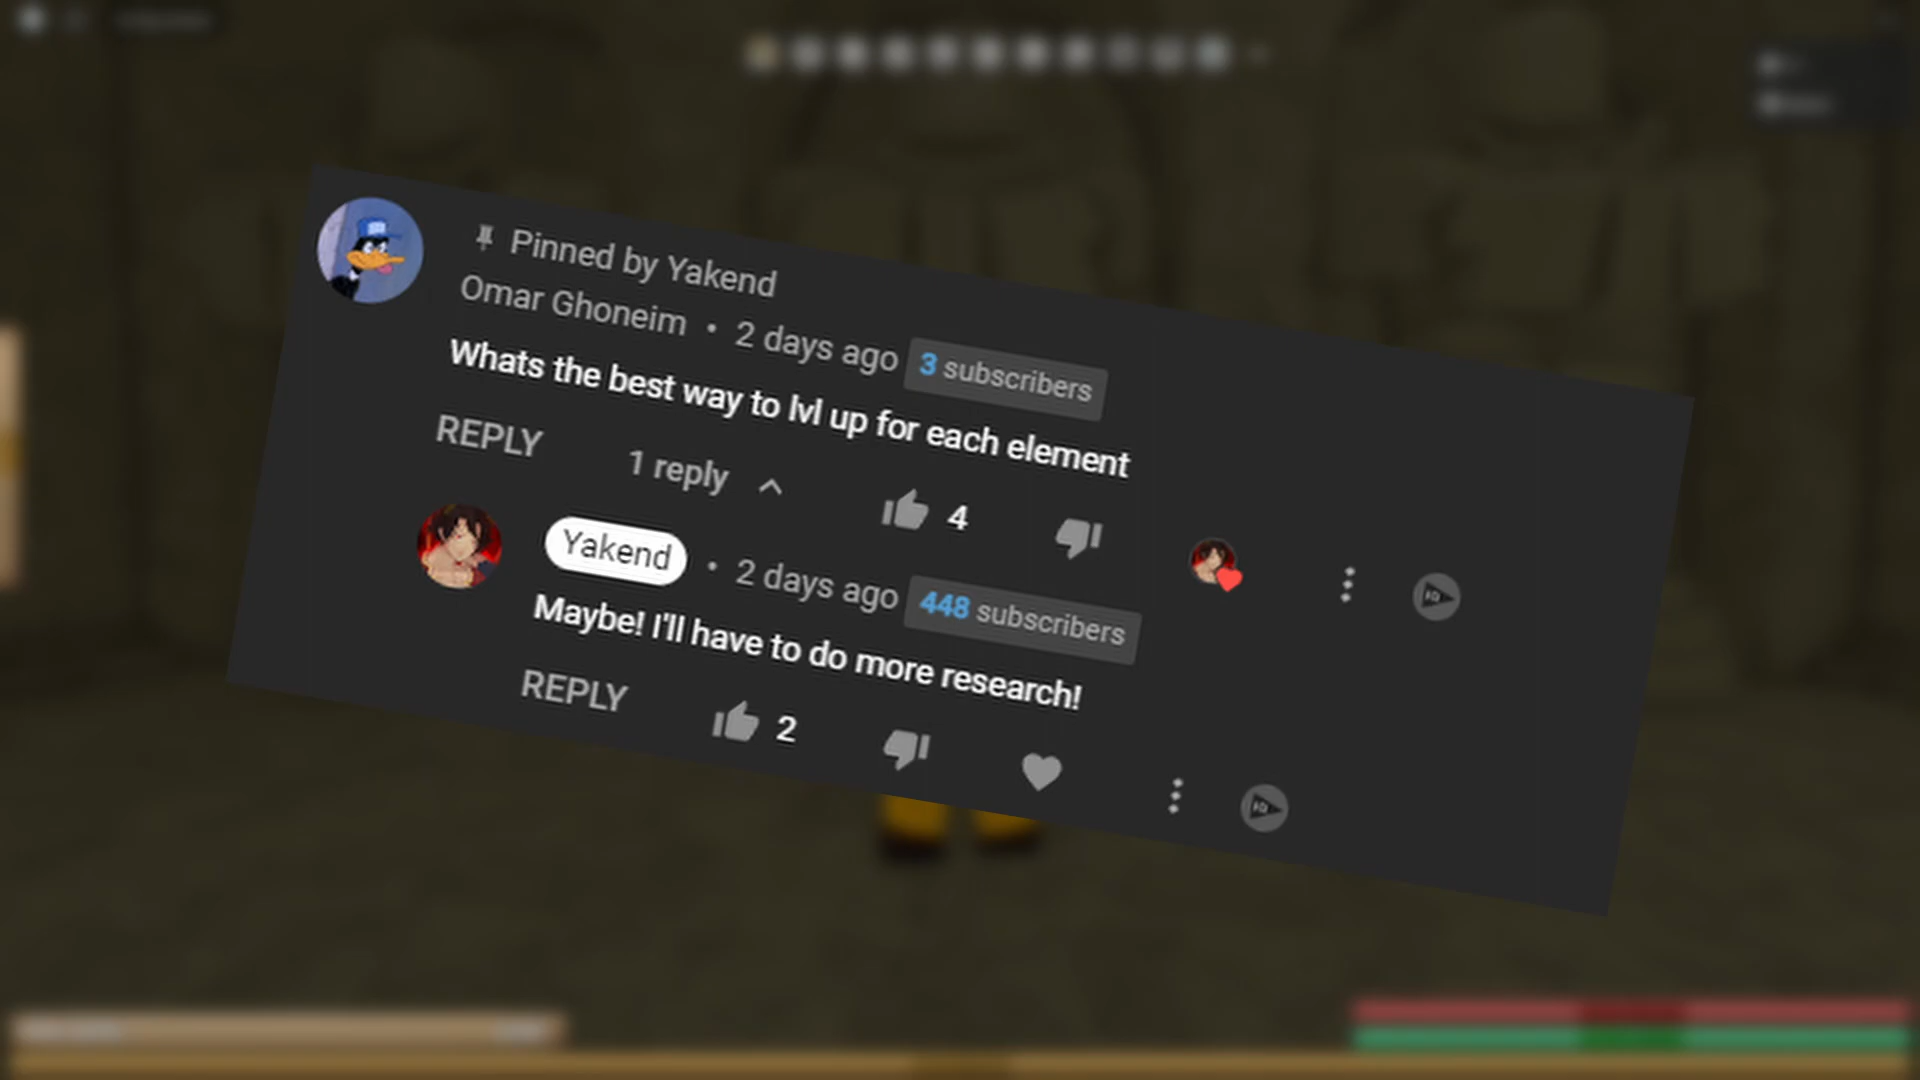 Pinned by Yakend
Omar Ghoneim • 2 days ago 3 subscribers
Whats the best way to lvl up for each element
REPLY 1 reply 4
Yakend • 2 days ago 448 subscribers
Maybe! I'll have to do more research!
REPLY 2